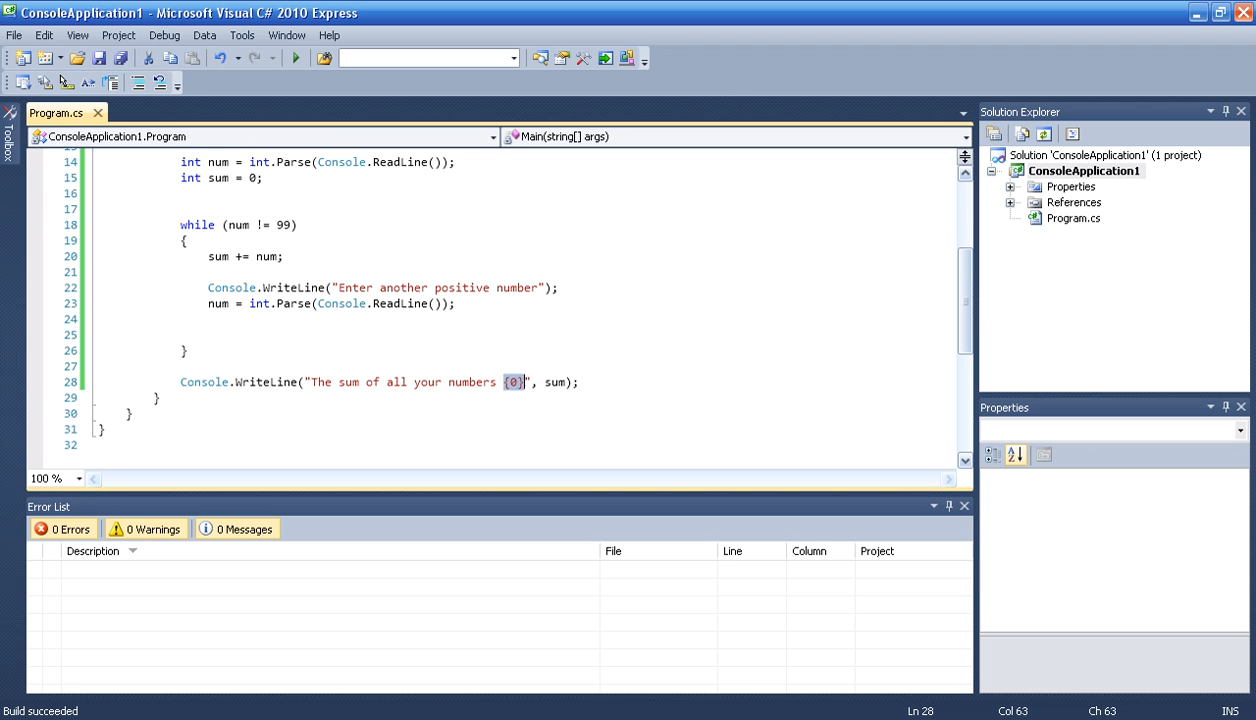 ConsoleApplication1 - Microsoft Visual C# 2010 Express
File Edit View Project Debug Data Tools Window Help
Toolbox
Program.cs
ConsoleApplication1.Program Main(string[] args)
14 int num = int.Parse(Console.ReadLine());
15 int sum = 0;
16
17
18 while (num != 99)
19 {
20 sum += num;
21
22 Console.WriteLine("Enter another positive number");
23 num = int.Parse(Console.ReadLine());
24
25
26 }
27
28 Console.WriteLine("The sum of all your numbers {0}", sum);
29 }
30 }
31 }
32
100 %
Solution Explorer
Solution 'ConsoleApplication1' (1 project)
ConsoleApplication1
Properties
References
Program.cs
Properties
Error List
0 Errors 0 Warnings 0 Messages
Description File Line Column Project
Build succeeded Ln 28 Col 63 Ch 63 INS